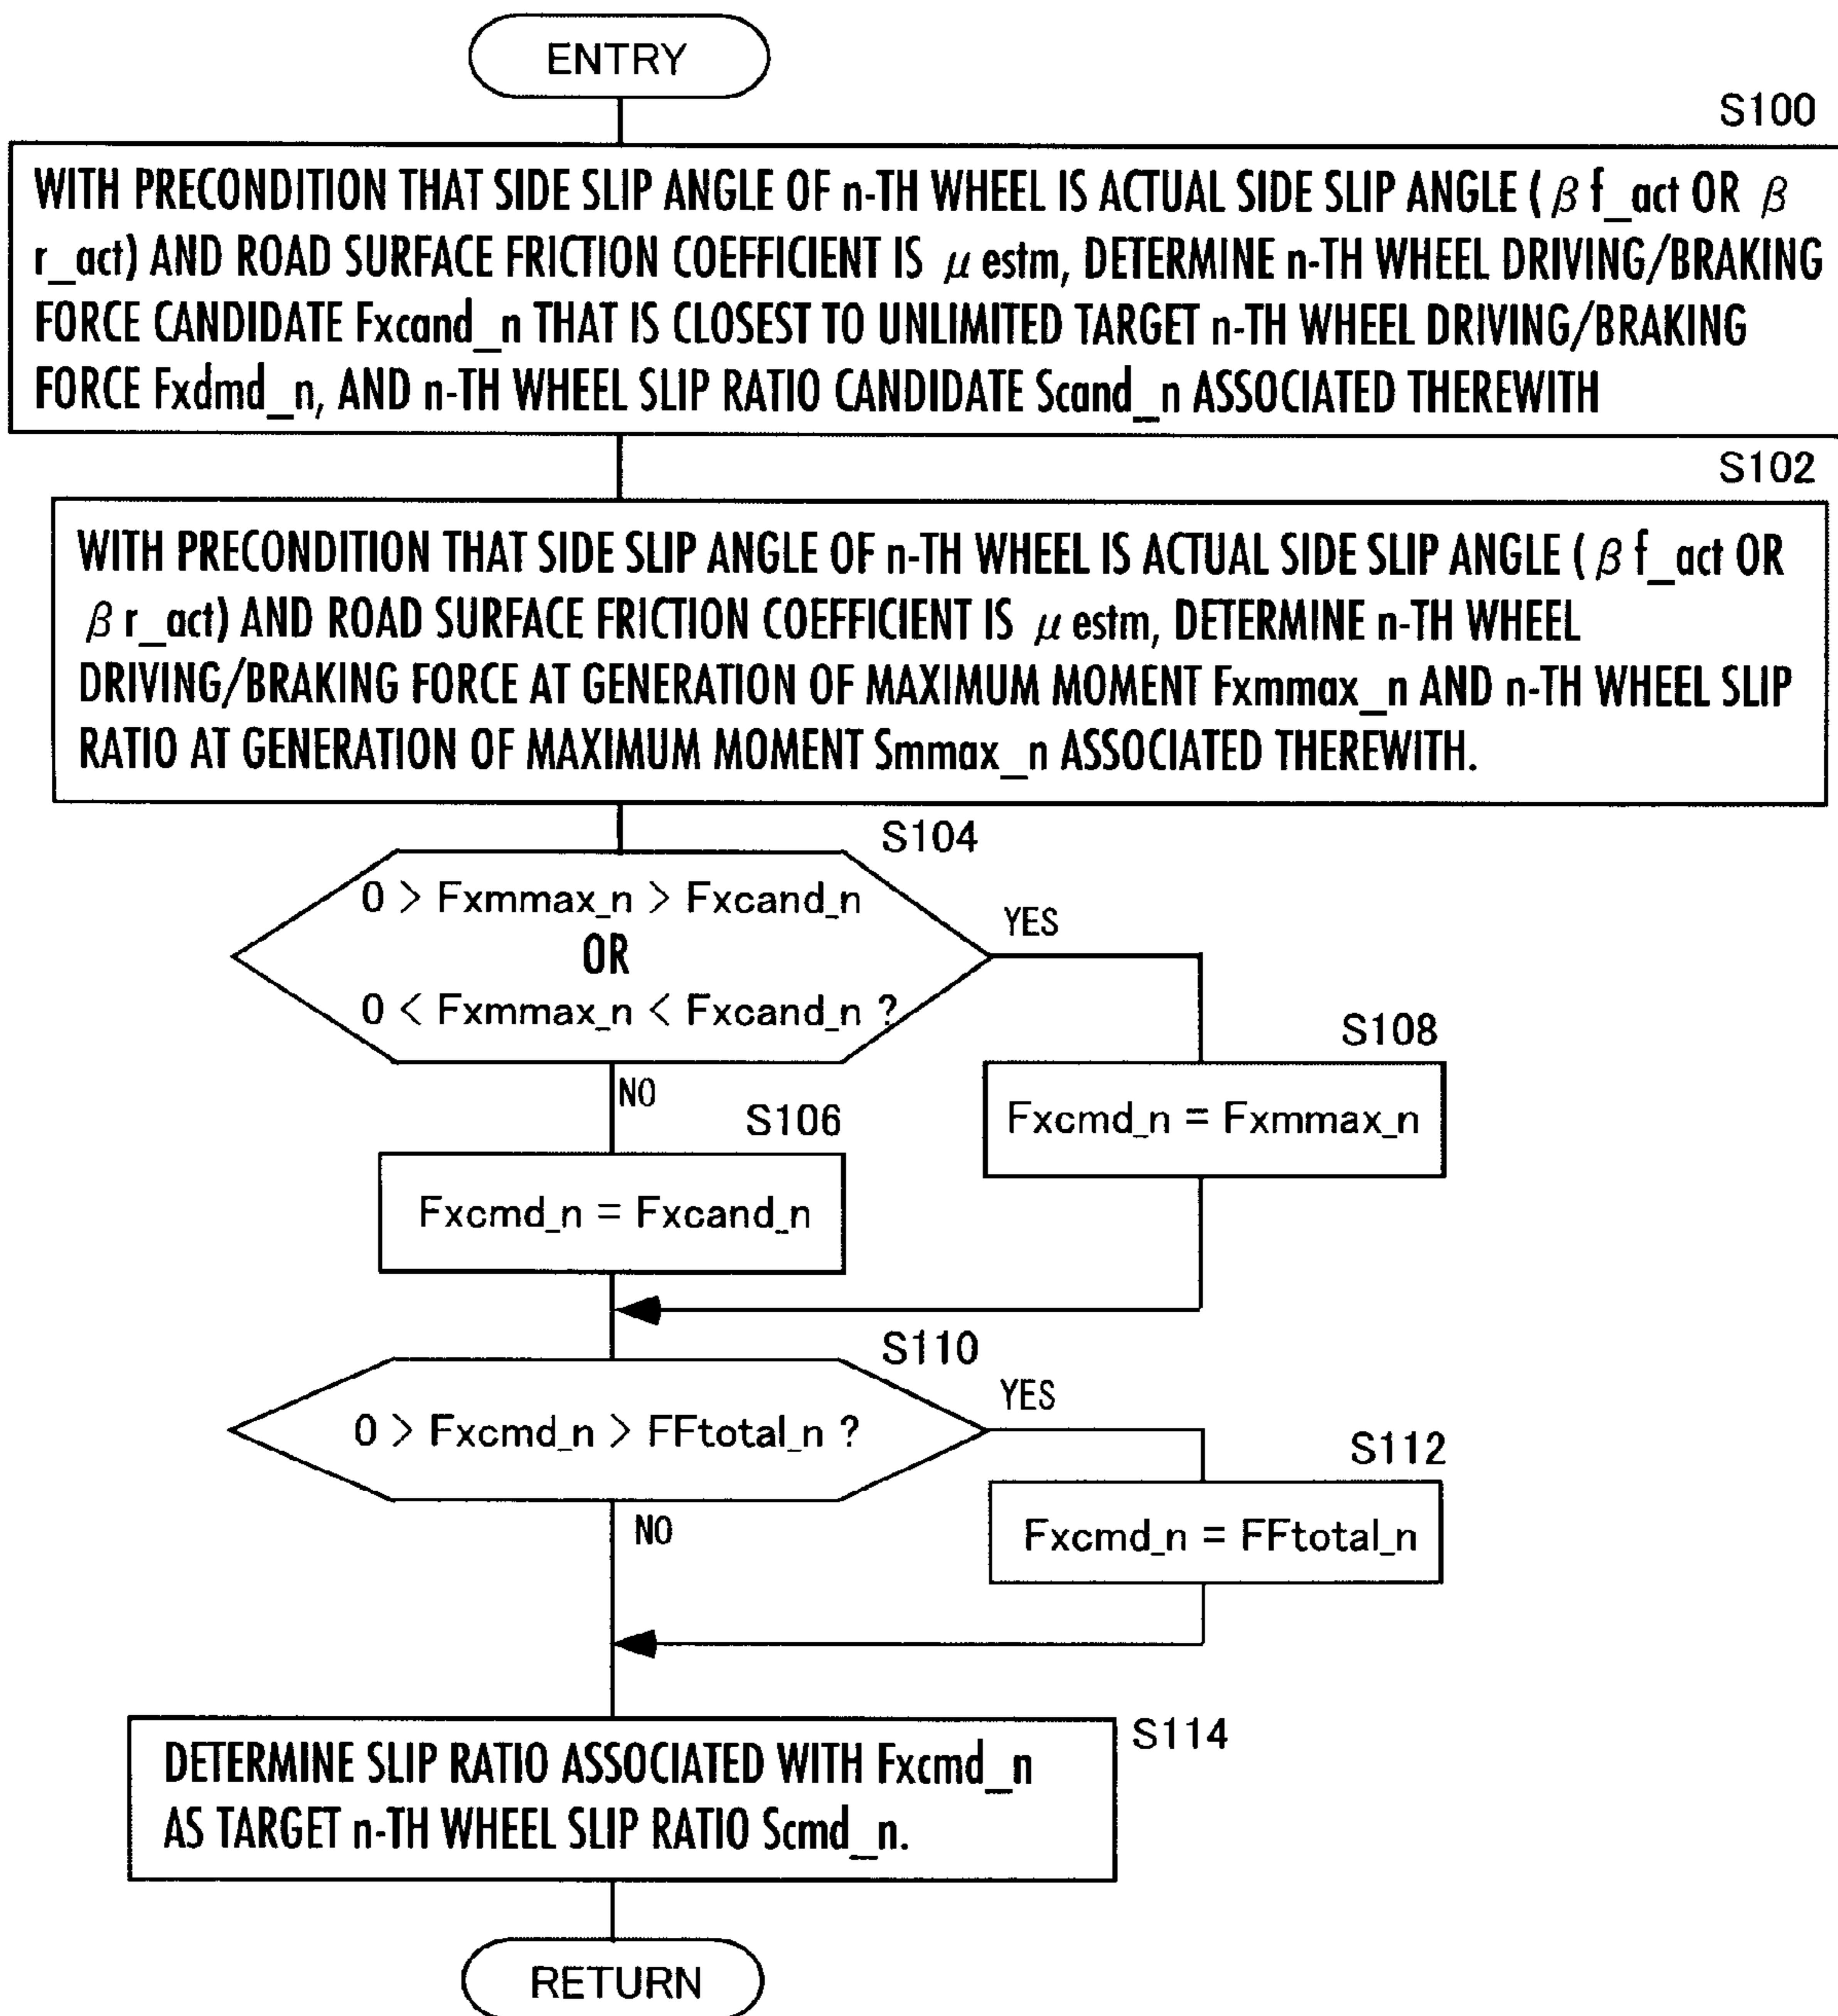 ENTRY
S100
WITH PRECONDITION THAT SIDE SLIP ANGLE OF n-TH WHEEL IS ACTUAL SIDE SLIP ANGLE ( β f_act OR β
r_act) AND ROAD SURFACE FRICTION COEFFICIENT IS μ estm, DETERMINE n-TH WHEEL DRIVING/BRAKING
FORCE CANDIDATE Fxcand_n THAT IS CLOSEST TO UNLIMITED TARGET n-TH WHEEL DRIVING/BRAKING
FORCE Fxdmd_n, AND n-TH WHEEL SLIP RATIO CANDIDATE Scand_n ASSOCIATED THEREWITH
S102
WITH PRECONDITION THAT SIDE SLIP ANGLE OF n-TH WHEEL IS ACTUAL SIDE SLIP ANGLE ( β f_act OR
β r_act) AND ROAD SURFACE FRICTION COEFFICIENT IS μ estm, DETERMINE n-TH WHEEL
DRIVING/BRAKING FORCE AT GENERATION OF MAXIMUM MOMENT Fxmmax_n AND n-TH WHEEL SLIP
RATIO AT GENERATION OF MAXIMUM MOMENT Smmax_n ASSOCIATED THEREWITH.
S104
0 > Fxmmax_n > Fxcand_n
OR
0 < Fxmmax_n < Fxcand_n ?
YES
NO
S108
Fxcmd_n = Fxmmax_n
S106
Fxcmd_n = Fxcand_n
S110
0 > Fxcmd_n > FFtotal_n ?
YES
NO
S112
Fxcmd_n = FFtotal_n
S114
DETERMINE SLIP RATIO ASSOCIATED WITH Fxcmd_n
AS TARGET n-TH WHEEL SLIP RATIO Scmd_n.
RETURN